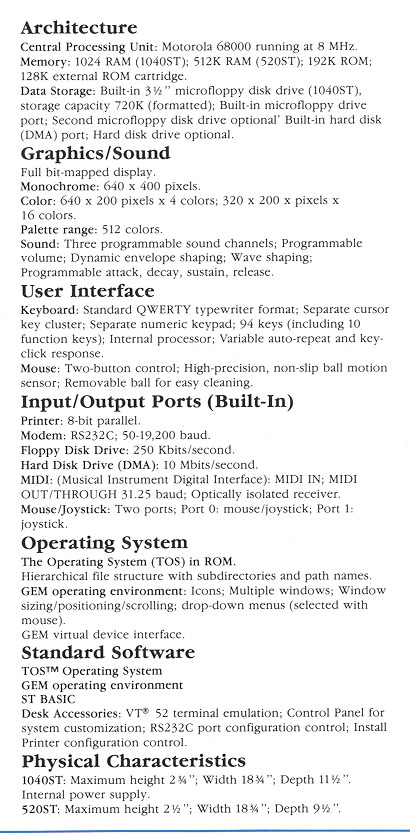 Architecture
Central Processing Unit: Motorola 68000 running at 8 MHz.
Memory: 1024 RAM (1040ST); 512K RAM (520ST); 192K ROM;
128K external ROM cartridge.
Data Storage: Built-in 3½" microfloppy disk drive (1040ST),
storage capacity 720K (formatted); Built-in microfloppy drive
port; Second microfloppy disk drive optional' Built-in hard disk
(DMA) port; Hard disk drive optional.
Graphics/Sound
Full bit-mapped display.
Monochrome: 640 x 400 pixels.
Color: 640 x 200 pixels x 4 colors; 320 x 200 x pixels x
16 colors.
Palette range: 512 colors.
Sound: Three programmable sound channels; Programmable
volume; Dynamic envelope shaping; Wave shaping;
Programmable attack, decay, sustain, release.
User Interface
Keyboard: Standard QWERTY typewriter format; Separate cursor
key cluster; Separate numeric keypad; 94 keys (including 10
function keys); Internal processor; Variable auto-repeat and key-
click response.
Mouse: Two-button control; High-precision, non-slip ball motion
sensor; Removable ball for easy cleaning.
Input/Output Ports (Built-In)
Printer: 8-bit parallel.
Modem: RS232C; 50-19,200 baud.
Floppy Disk Drive: 250 Kbits/second.
Hard Disk Drive (DMA): 10 Mbits/second.
MIDI: (Musical Instrument Digital Interface): MIDI IN; MIDI
OUT/THROUGH 31.25 baud; Optically isolated receiver.
Mouse/Joystick: Two ports; Port 0: mouse/joystick; Port 1:
joystick.
Operating System
The Operating System (TOS) in ROM.
Hierarchical file structure with subdirectories and path names.
GEM operating environment: Icons; Multiple windows; Window
sizing/positioning/scrolling; drop-down menus (selected with
mouse).
GEM virtual device interface.
Standard Software
TOS™ Operating System
GEM operating environment
ST BASIC
Desk Accessories: VT® 52 terminal emulation; Control Panel for
system customization; RS232C port configuration control; Install
Printer configuration control.
Physical Characteristics
1040ST: Maximum height 2¾"; Width 18¾"; Depth 11½".
Internal power supply.
520ST: Maximum height 2½"; Width 18¾"; Depth 9½".